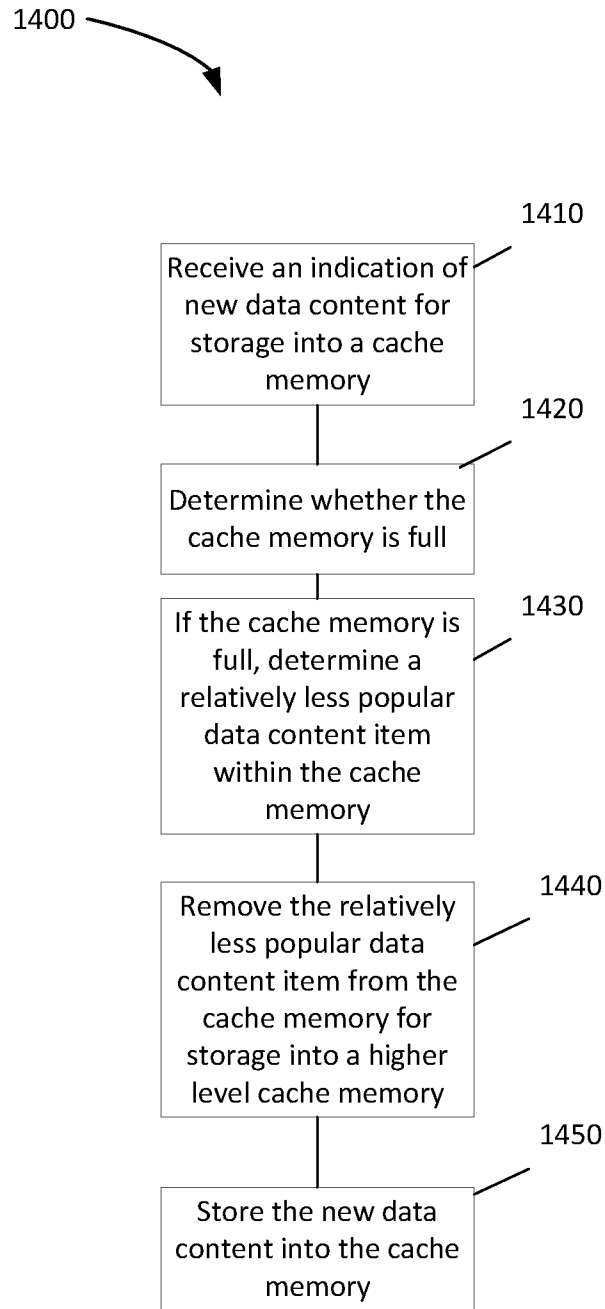 1400
1410
Receive an indication of
new data content for
storage into a cache
memory
1420
Determine whether the
cache memory is full
1430
If the cache memory is
full, determine a
relatively less popular
data content item
within the cache
memory
1440
Remove the relatively
less popular data
content item from the
cache memory for
storage into a higher
level cache memory
1450
Store the new data
content into the cache
memory